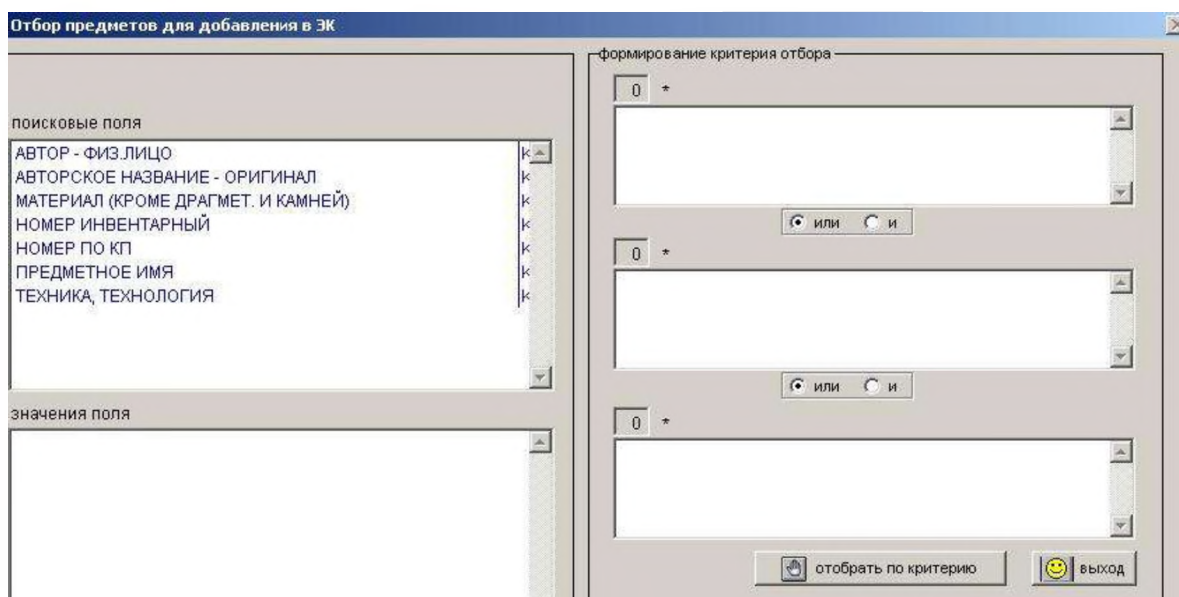 Отбор предметов для добавления в ЭК
поисковые поля
АВТОР - ФИЗ.ЛИЦО
АВТОРСКОЕ НАЗВАНИЕ - ОРИГИНАЛ
МАТЕРИАЛ (КРОМЕ ДРАГМЕТ. И КАМНЕЙ)
НОМЕР ИНВЕНТАРНЫЙ
НОМЕР ПО КП
ПРЕДМЕТНОЕ ИМЯ
ТЕХНИКА, ТЕХНОЛОГИЯ
значения поля
формирование критерия отбора
0 *
или и
0 *
или и
0 *
отобрать по критерию выход